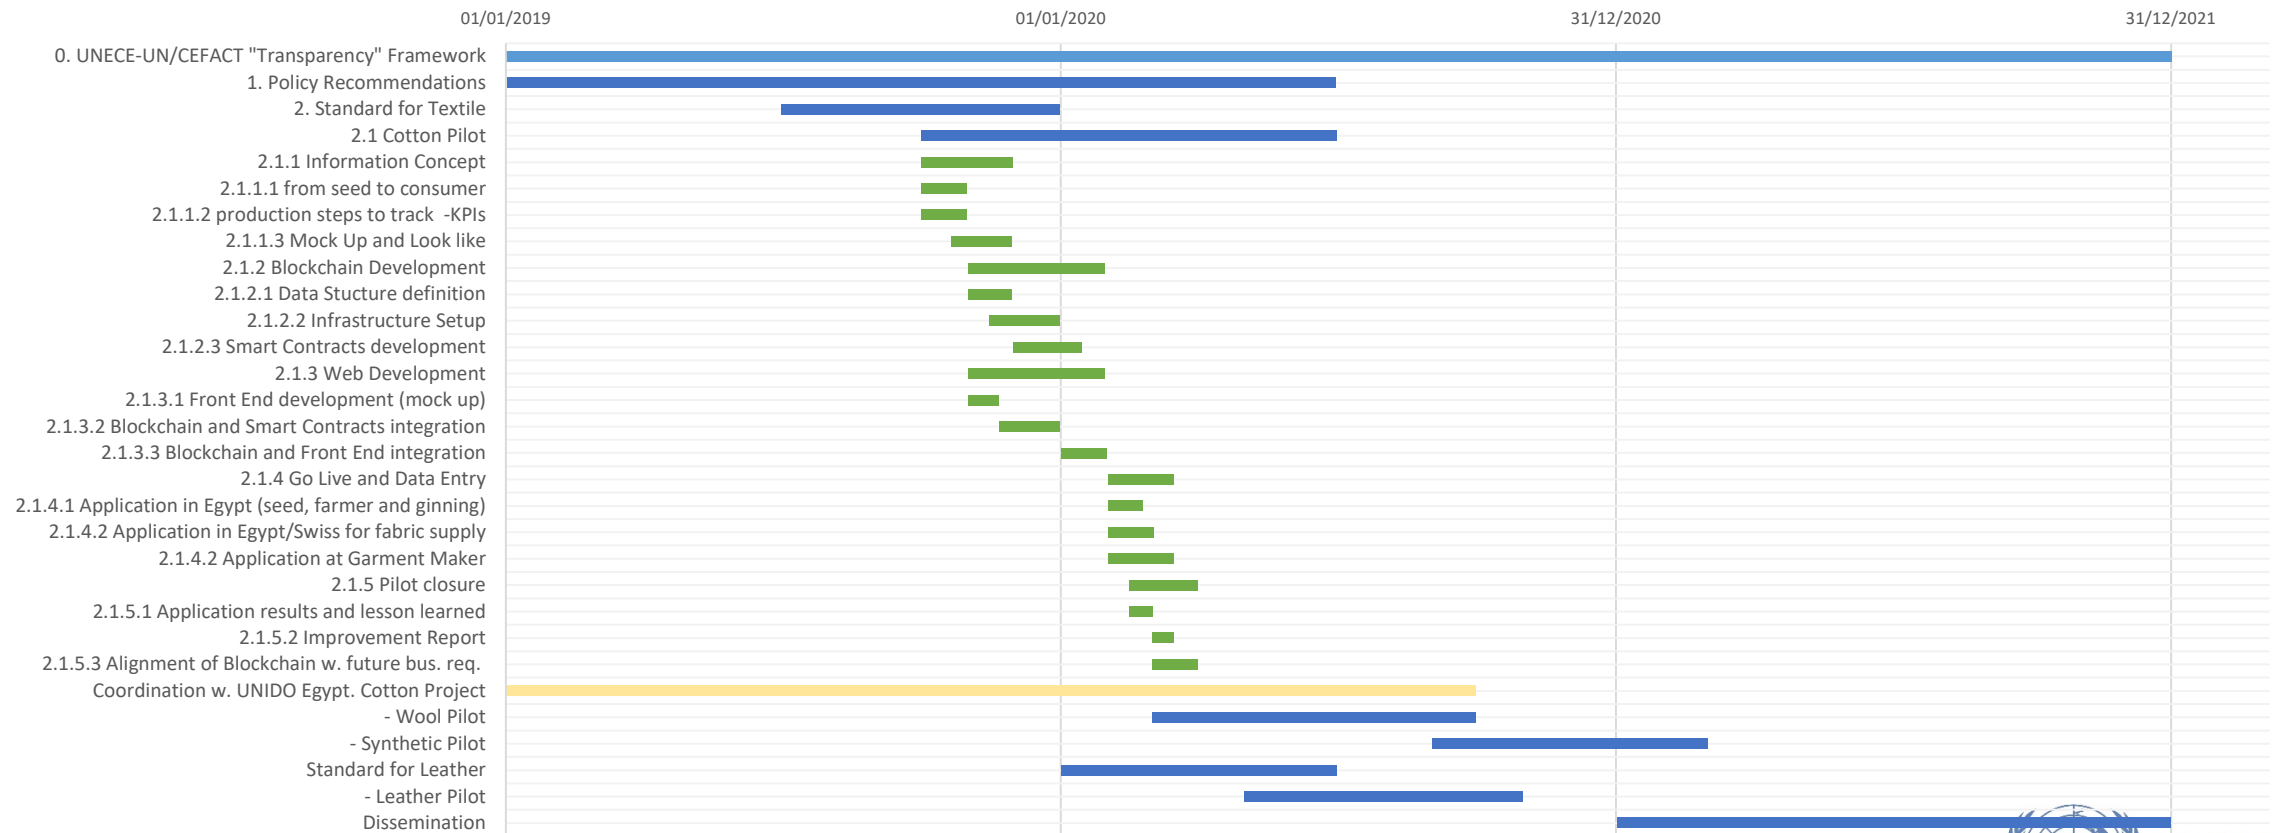 01/01/2019 01/01/2020 31/12/2020 31/12/2021
0. UNECE-UN/CEFACT "Transparency" Framework
1. Policy Recommendations
2. Standard for Textile
2.1 Cotton Pilot
2.1.1 Information Concept
2.1.1.1 from seed to consumer
2.1.1.2 production steps to track -KPIs
2.1.1.3 Mock Up and Look like
2.1.2 Blockchain Development
2.1.2.1 Data Stucture definition
2.1.2.2 Infrastructure Setup
2.1.2.3 Smart Contracts development
2.1.3 Web Development
2.1.3.1 Front End development (mock up)
2.1.3.2 Blockchain and Smart Contracts integration
2.1.3.3 Blockchain and Front End integration
2.1.4 Go Live and Data Entry
2.1.4.1 Application in Egypt (seed, farmer and ginning)
2.1.4.2 Application in Egypt/Swiss for fabric supply
2.1.4.2 Application at Garment Maker
2.1.5 Pilot closure
2.1.5.1 Application results and lesson learned
2.1.5.2 Improvement Report
2.1.5.3 Alignment of Blockchain w. future bus. req.
Coordination w. UNIDO Egypt. Cotton Project
- Wool Pilot
- Synthetic Pilot
Standard for Leather
- Leather Pilot
Dissemination